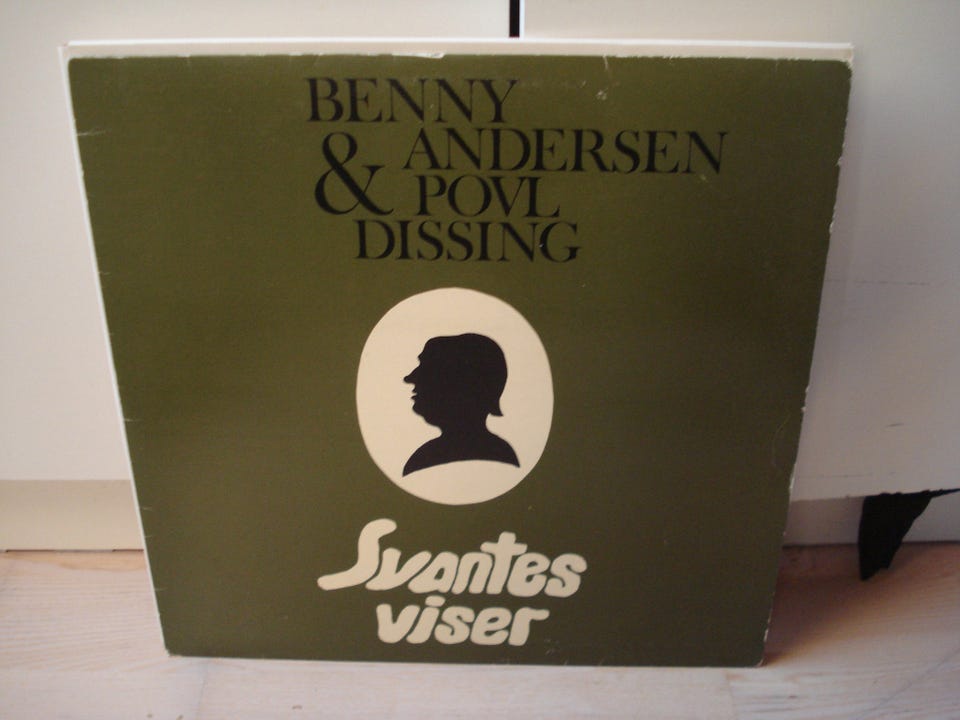 BENNY
ANDERSEN
& POVL
DISSING
Svantes
viser